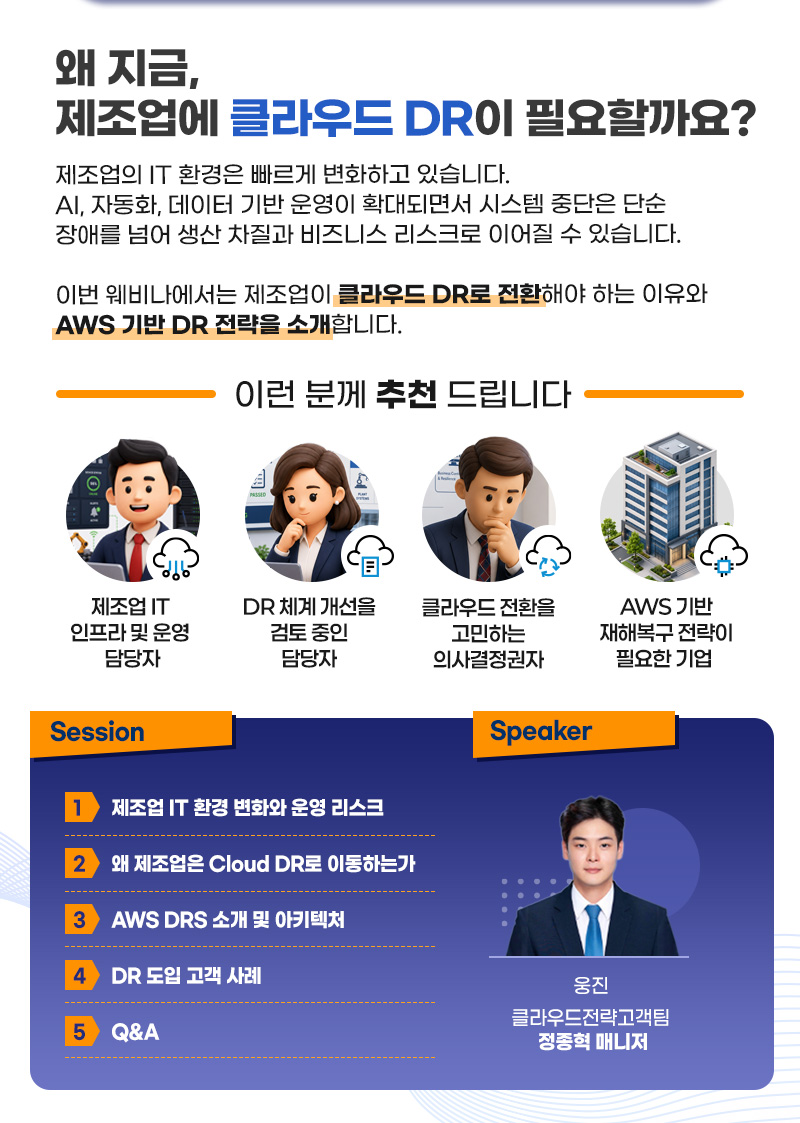 왜 지금,
제조업에 클라우드 DR이 필요할까요?
제조업의 IT 환경은 빠르게 변화하고 있습니다.
AI, 자동화, 데이터 기반 운영이 확대되면서 시스템 중단은 단순
장애를 넘어 생산 차질과 비즈니스 리스크로 이어질 수 있습니다.
이번 웨비나에서는 제조업이 클라우드 DR로 전환해야 하는 이유와
AWS 기반 DR 전략을 소개합니다.
이런 분께 추천 드립니다
PASSED
제조업 IT
인프라 및 운영
담당자
DR 체계 개선을
검토 중인
담당자
클라우드 전환을
고민하는
의사결정권자
AWS 기반
재해복구 전략이
필요한 기업
Session
1 제조업 IT 환경 변화와 운영 리스크
2 왜 제조업은 Cloud DR로 이동하는가
3 AWS DRS 소개 및 아키텍처
4 DR 도입 고객 사례
5 Q&A
Speaker
웅진
클라우드전략고객팀
정종혁 매니저